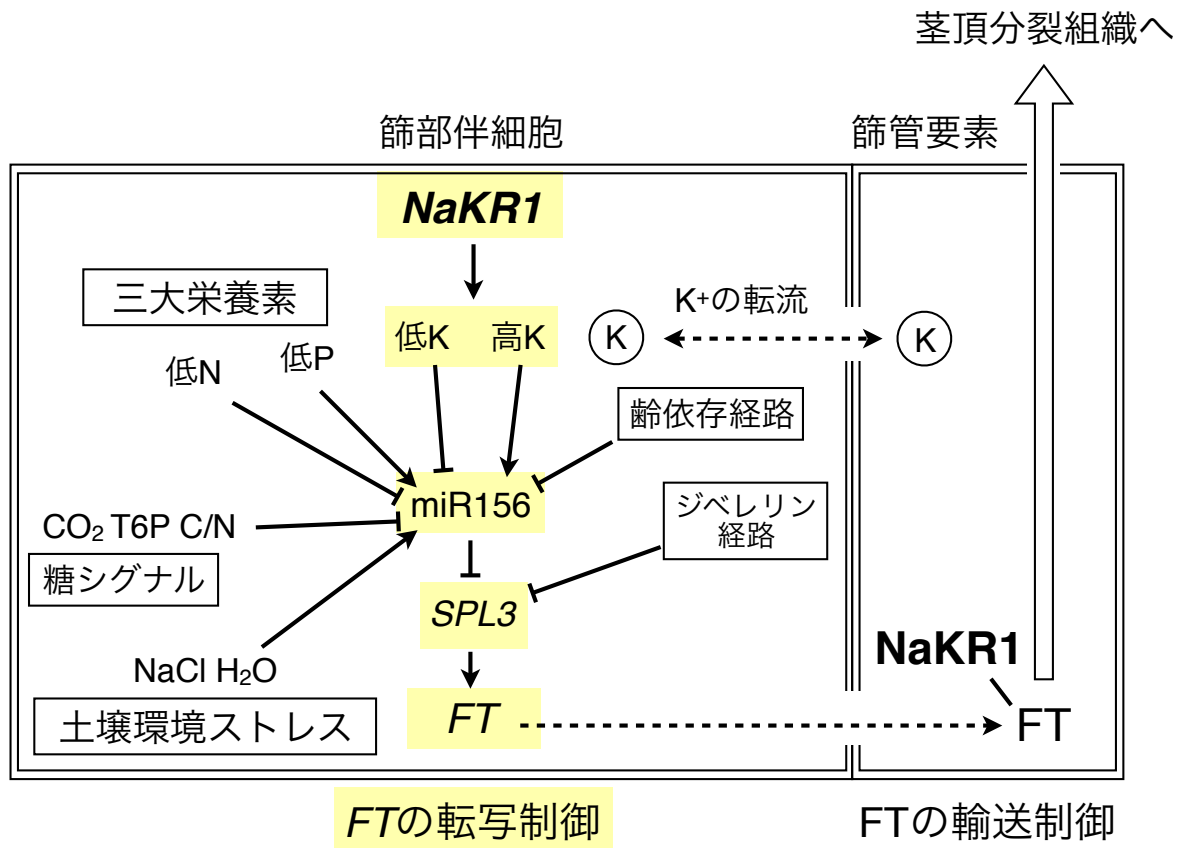 茎頂分裂組織へ
篩部伴細胞
篩管要素
NaKR1
三大栄養素
K+の転流
低K 高K
K
K
低N
低P
齢依存経路
miR156
ジベレリン
経路
CO2 T6P C/N
糖シグナル
SPL3
NaCl H2O
土壌環境ストレス
FT
NaKR1
FT
FTの転写制御
FTの輸送制御